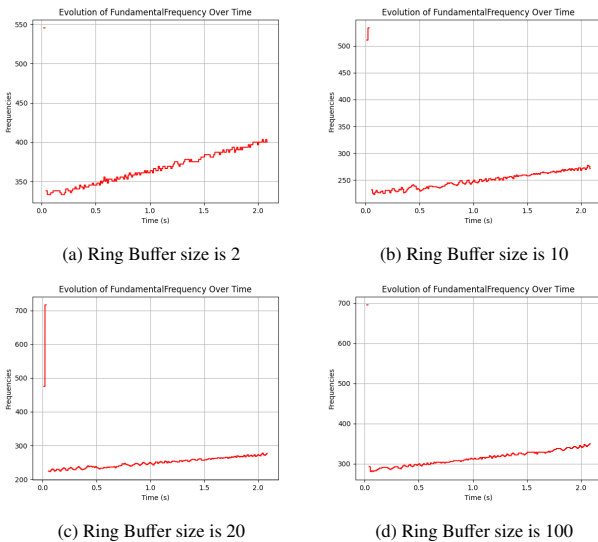 Evolution of FundamentalFrequency Over Time
550
500
450
400
350
Frequencies
0.0 0.5 1.0 1.5 2.0
Time (s)
(a) Ring Buffer size is 2
Evolution of FundamentalFrequency Over Time
500
450
400
350
300
250
Frequencies
0.0 0.5 1.0 1.5 2.0
Time (s)
(b) Ring Buffer size is 10
Evolution of FundamentalFrequency Over Time
700
600
500
400
300
200
Frequencies
0.0 0.5 1.0 1.5 2.0
Time (s)
(c) Ring Buffer size is 20
Evolution of FundamentalFrequency Over Time
700
600
500
400
300
Frequencies
0.0 0.5 1.0 1.5 2.0
Time (s)
(d) Ring Buffer size is 100